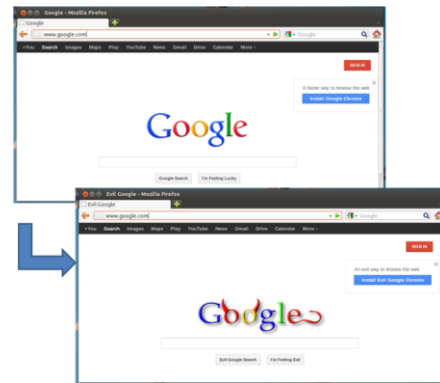 Google - Mozilla Firefox
Google
www.google.com
Google
+You Search Images Maps Play YouTube News Gmail Drive Calendar More
SIGN IN
A faster way to browse the web
Install Google Chrome
Google
Google Search I'm Feeling Lucky
Evil Google - Mozilla Firefox
Evil Google
www.google.com
Google
+You Search Images Maps Play YouTube News Gmail Drive Calendar More
SIGN IN
An evil way to browse the web
Install Evil Google Chrome
Google
Evil Google Search I'm Feeling Evil